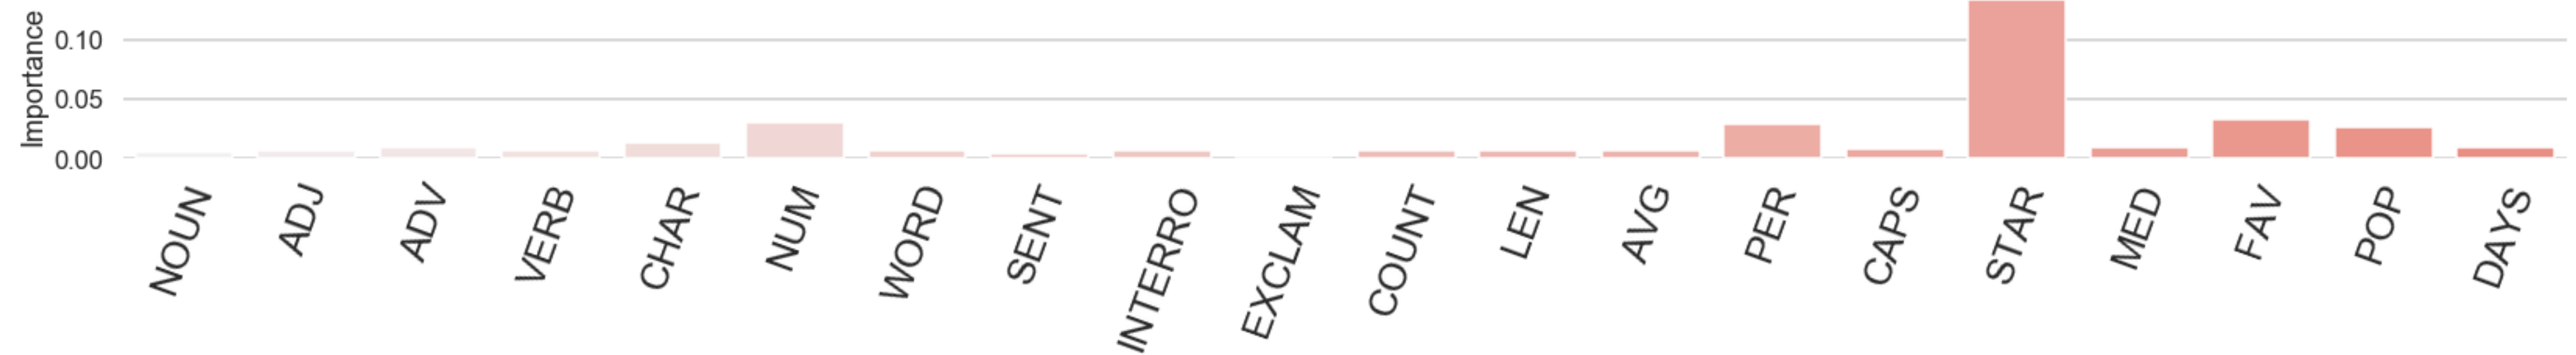 Importance
0.10
0.05
0.00
NOUN
ADJ
ADV
VERB
CHAR
NUM
WORD
SENT
INTERRO
EXCLAM
COUNT
LEN
AVG
PER
CAPS
STAR
MED
FAV
POP
DAYS